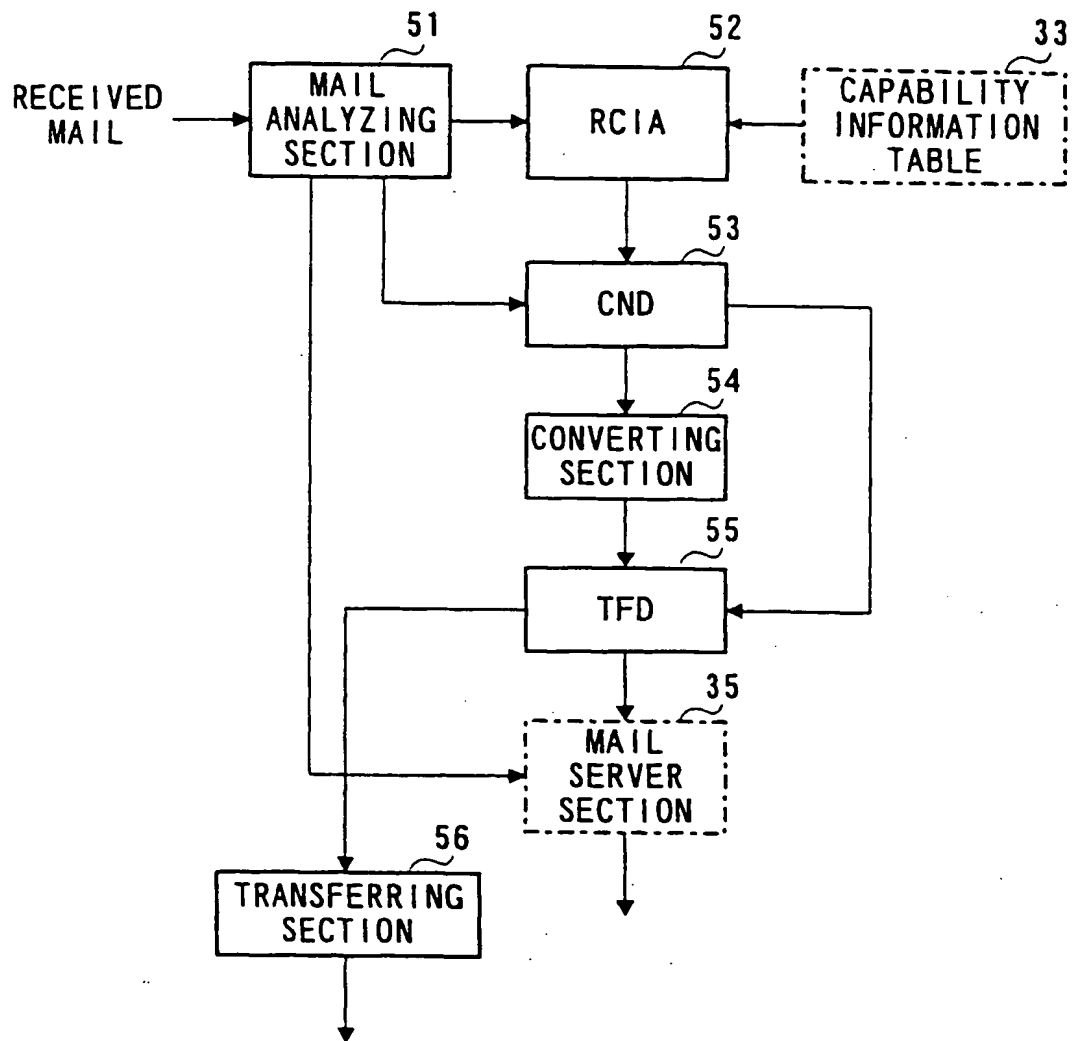 51
52
33
RECEIVED
MAIL
MAIL
ANALYZING
SECTION
RCIA
CAPABILITY
INFORMATION
TABLE
53
CND
54
CONVERTING
SECTION
55
TFD
35
MAIL
SERVER
SECTION
56
TRANSFERRING
SECTION